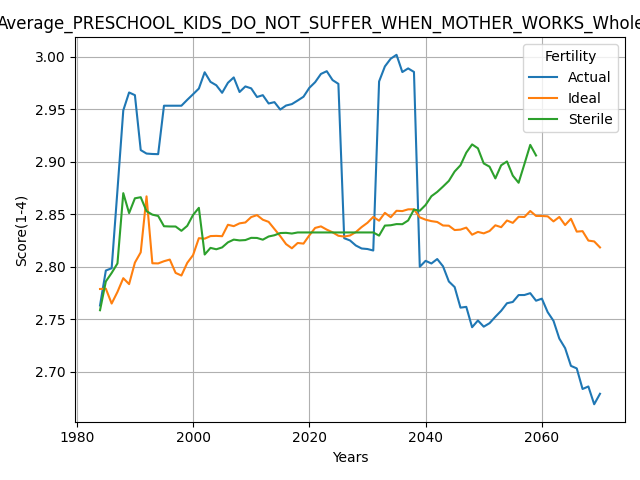 Average_PRESCHOOL_KIDS_DO_NOT_SUFFER_WHEN_MOTHER_WORKS_Whole
Fertility
Actual
Ideal
Sterile
Score(1-4)
3.00
2.95
2.90
2.85
2.80
2.75
2.70
1980
2000
2020
2040
2060
Years